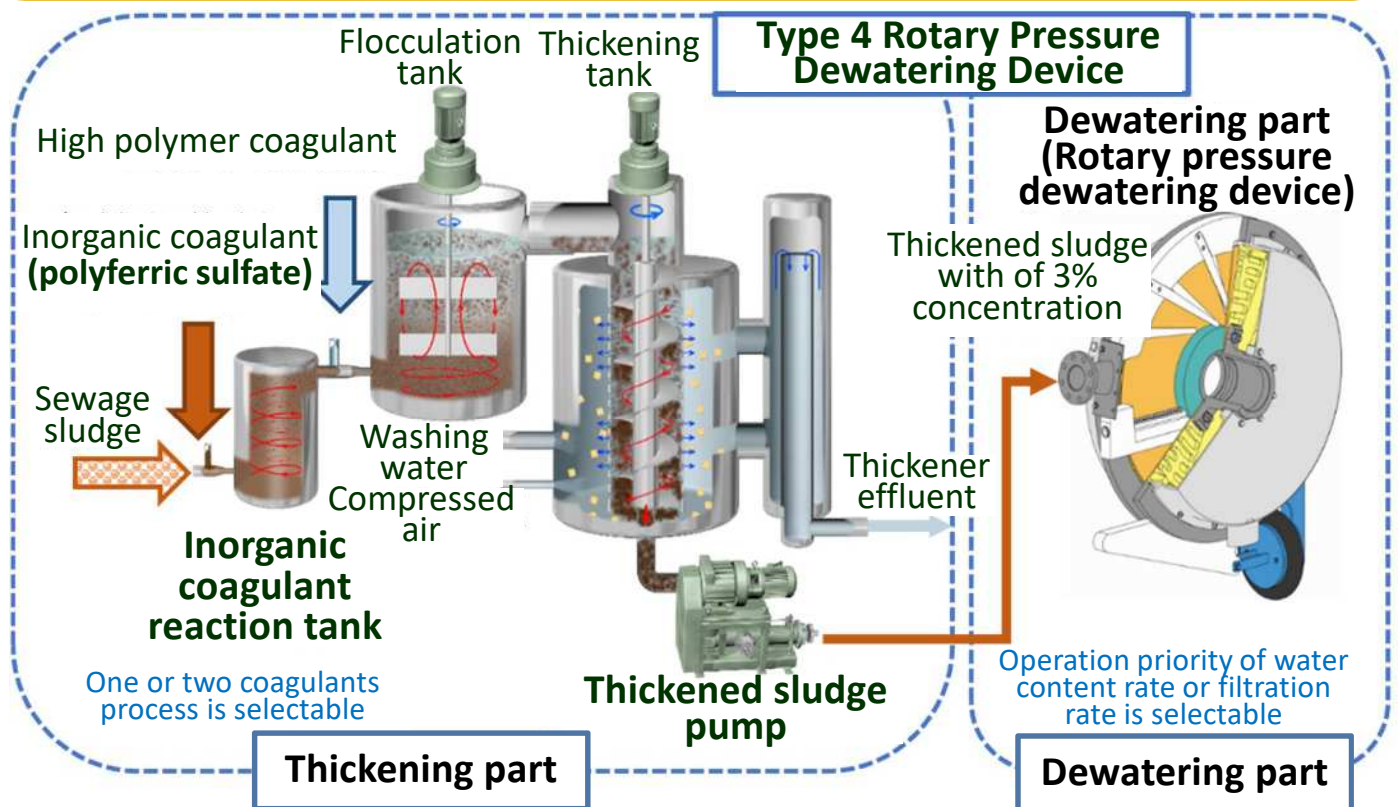 Type 4 Rotary Pressure
Dewatering Device
Flocculation
tank
Thickening
tank
High polymer coagulant
Inorganic coagulant
(polyferric sulfate)
Sewage
sludge
Inorganic
coagulant
reaction tank
One or two coagulants
process is selectable
Washing
water
Compressed
air
Thickener
effluent
Thickened sludge
pump
Thickening part
Dewatering part
(Rotary pressure
dewatering device)
Thickened sludge
with of 3%
concentration
Operation priority of water
content rate or filtration
rate is selectable
Dewatering part